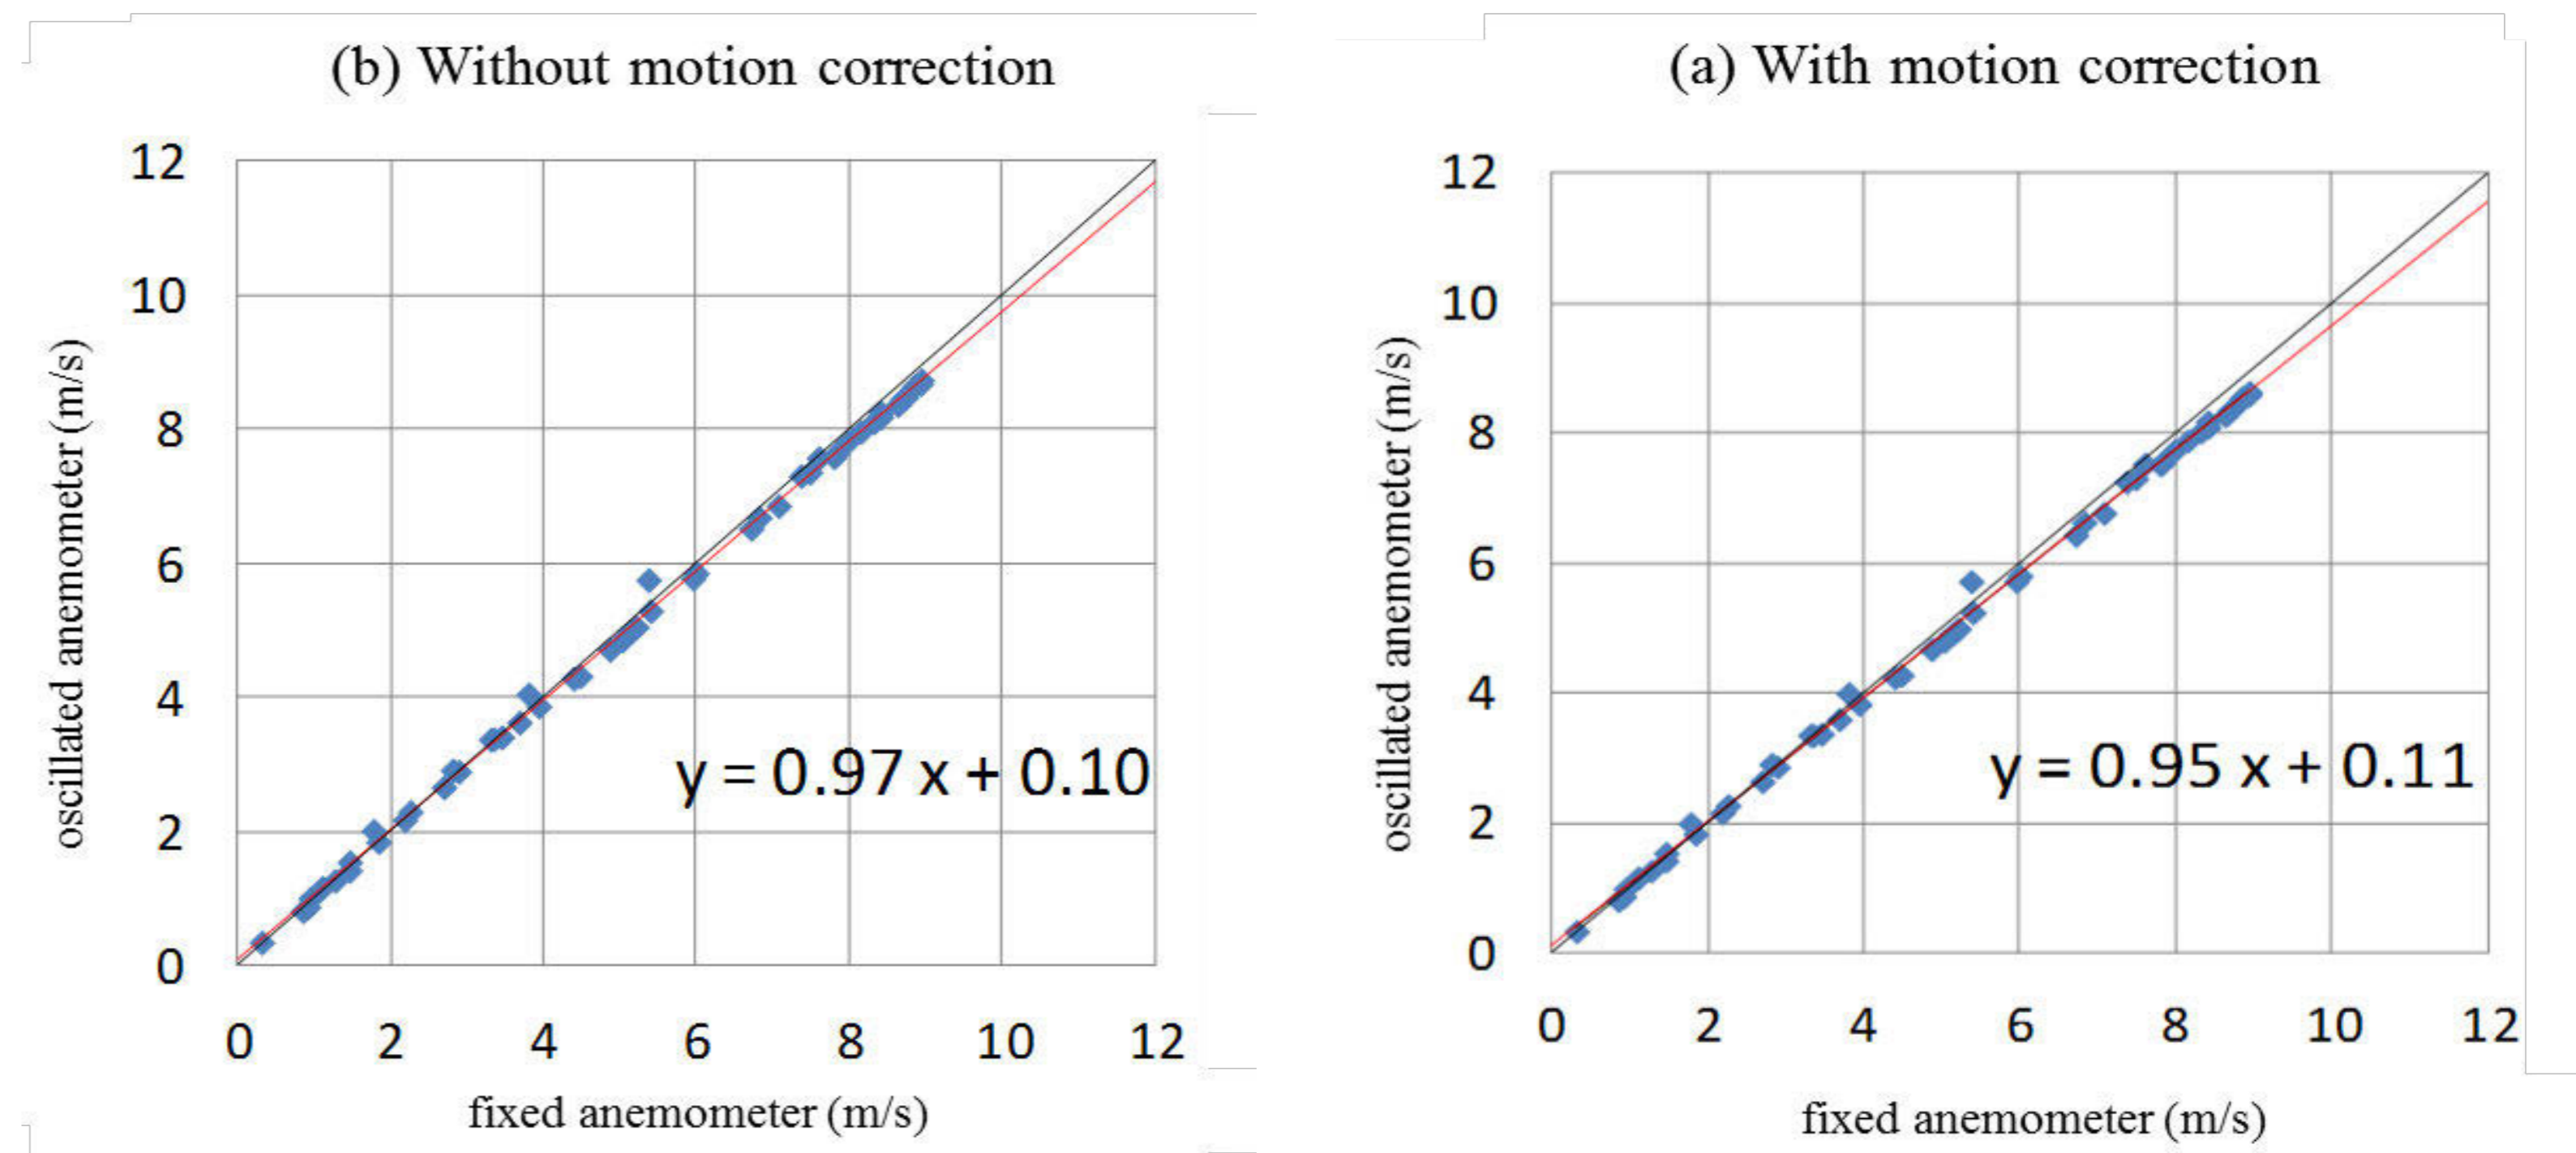 (b) Without motion correction
12
10
8
6
4
2
0
oscillated anemometer (m/s)
y = 0.97 x + 0.10
0 2 4 6 8 10 12
fixed anemometer (m/s)
(a) With motion correction
12
10
8
6
4
2
0
oscillated anemometer (m/s)
y = 0.95 x + 0.11
0 2 4 6 8 10 12
fixed anemometer (m/s)